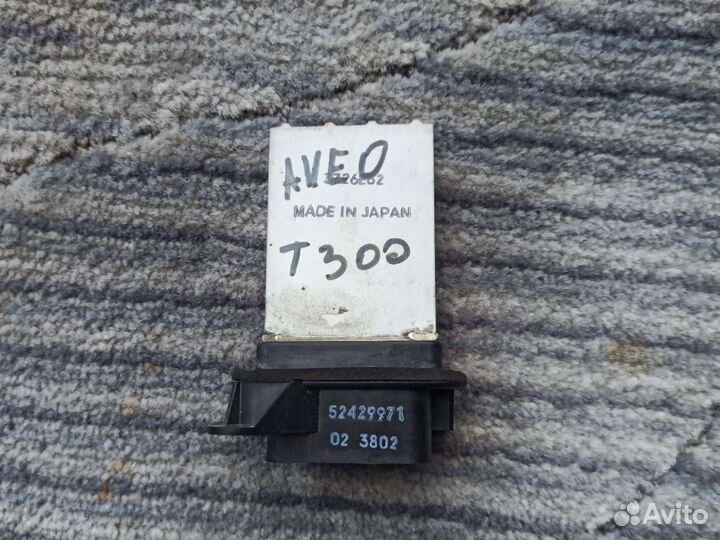 AVEO
MADE IN JAPAN
T300
52429971
02 3802
Avito